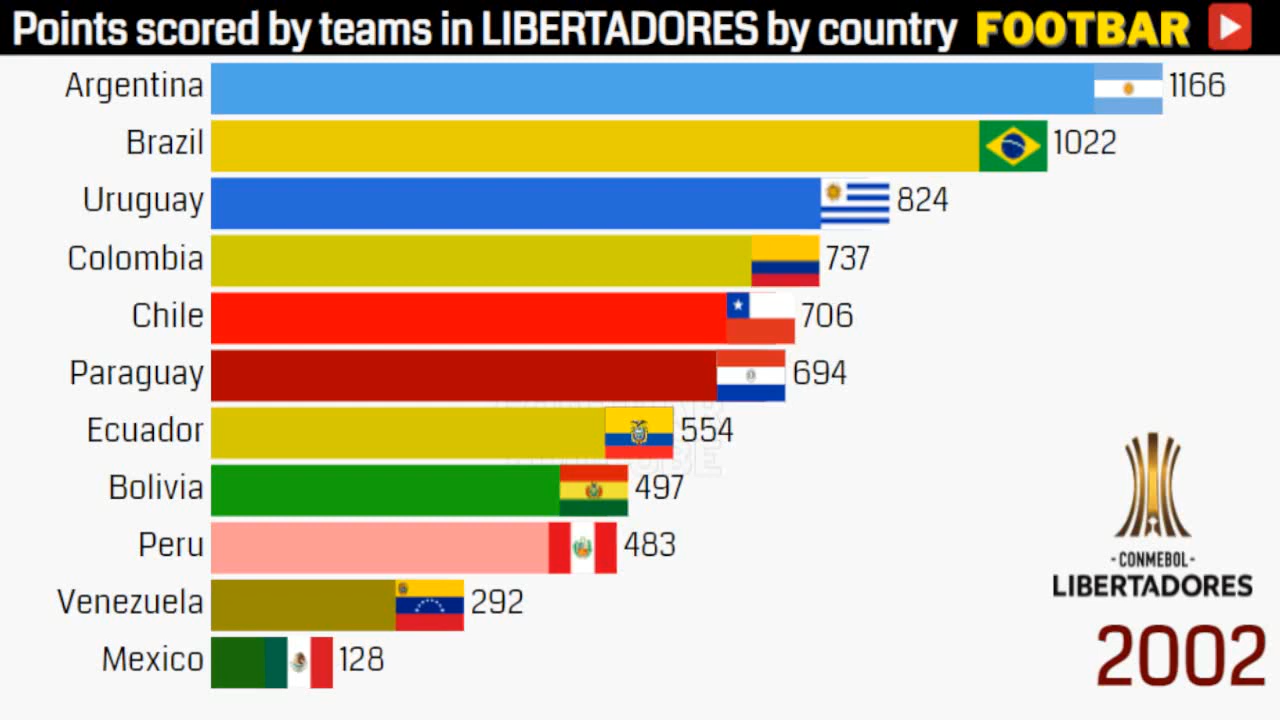 Points scored by teams in LIBERTADORES by country FOOTBAR
Argentina 1166
Brazil 1022
Uruguay 824
Colombia 737
Chile 706
Paraguay 694
Ecuador 554
Bolivia 497
Peru 483
Venezuela 292
Mexico 128
- CONMEBOL -
LIBERTADORES
2002